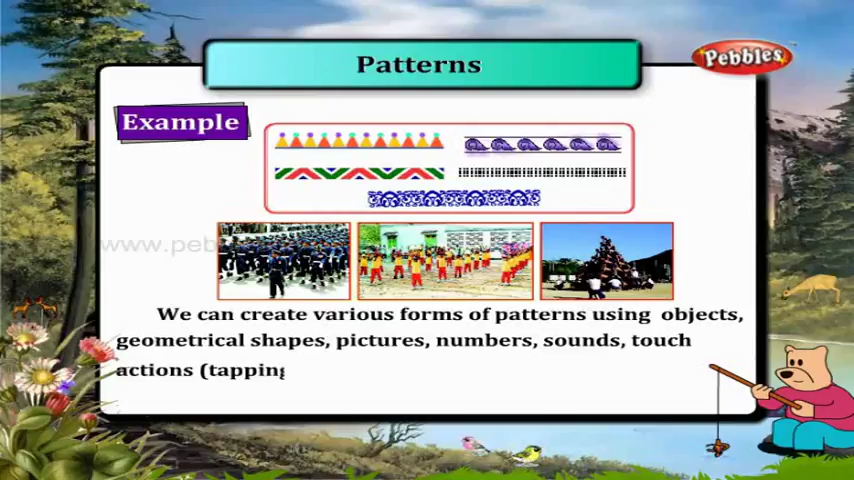 Patterns
Pebbles
Example
www.peb
We can create various forms of patterns using objects,
geometrical shapes, pictures, numbers, sounds, touch
actions (tapping